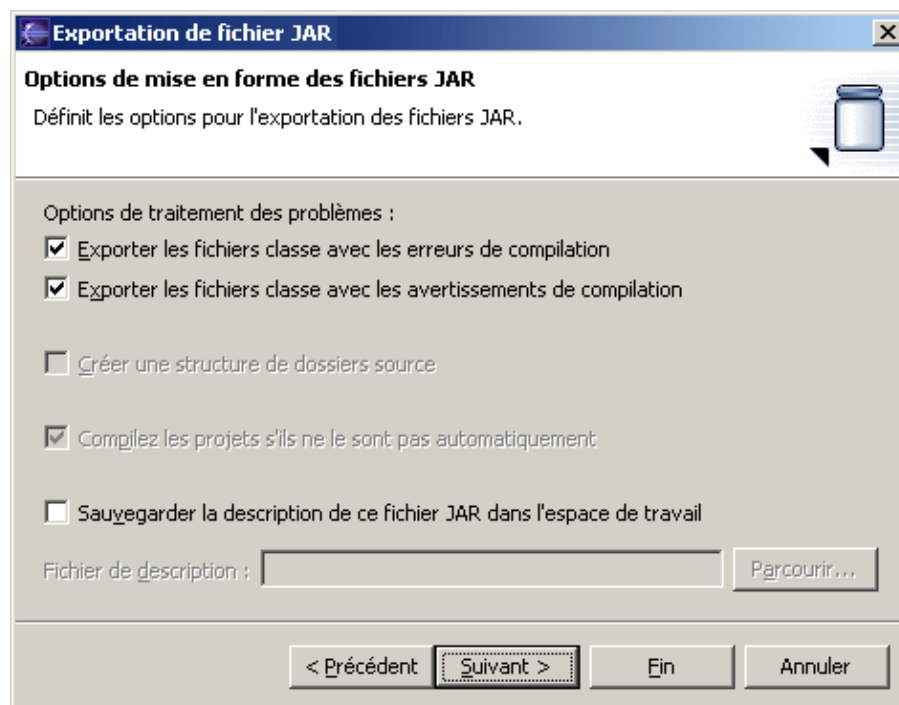 Exportation de fichier JAR
Options de mise en forme des fichiers JAR
Définit les options pour l'exportation des fichiers JAR.
Options de traitement des problèmes :
Exporter les fichiers classe avec les erreurs de compilation
Exporter les fichiers classe avec les avertissements de compilation
Créer une structure de dossiers source
Compilez les projets s'ils ne le sont pas automatiquement
Sauvegarder la description de ce fichier JAR dans l'espace de travail
Fichier de description : Parcourir...
< Précédent Suivant > Fin Annuler